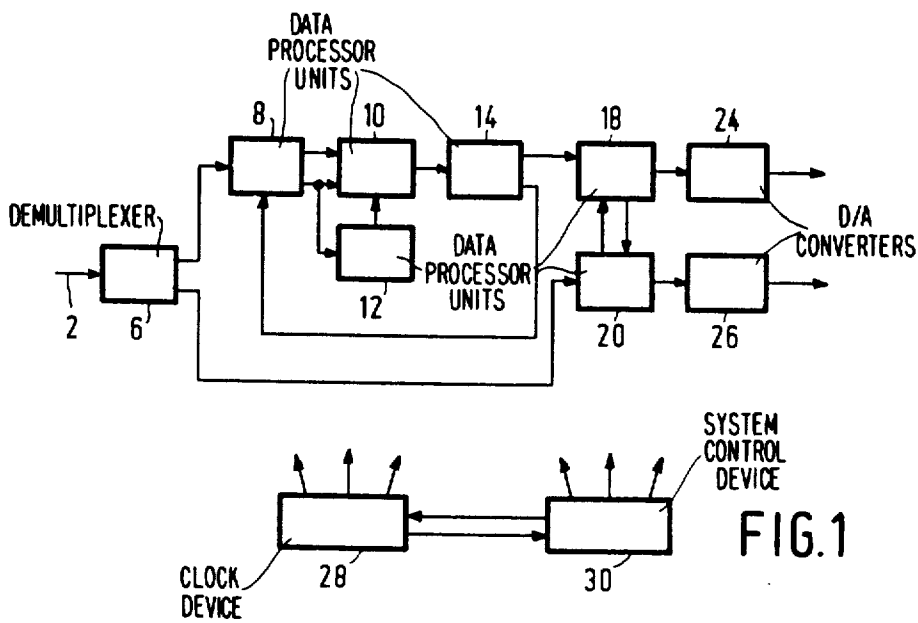 DATA
PROCESSOR
UNITS
8
10
14
18
24
DEMULTIPLEXER
D/A
CONVERTERS
DATA
PROCESSOR
UNITS
2
6
12
20
26
SYSTEM
CONTROL
DEVICE
FIG.1
28
30
CLOCK
DEVICE